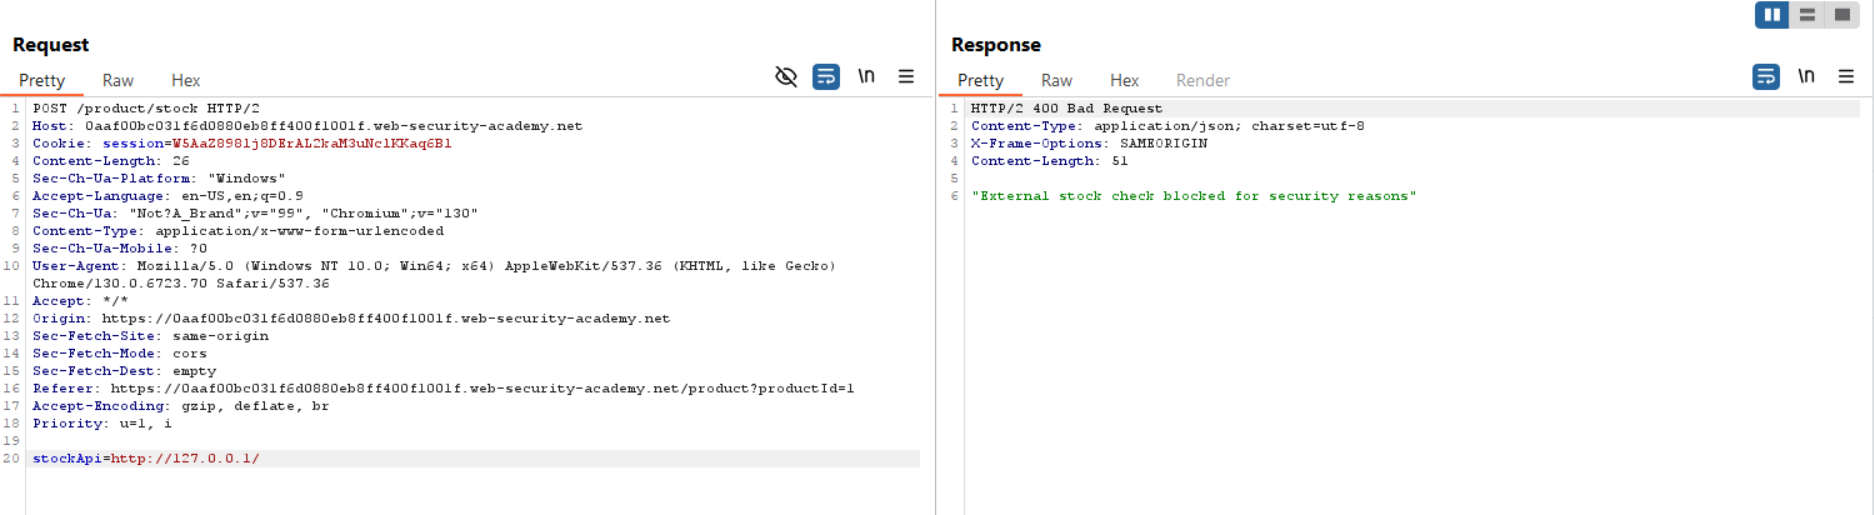 Request
Pretty Raw Hex \n
1 POST /product/stock HTTP/2
2 Host: 0aaf00bc031f6d0880eb8ff400f1001f.web-security-academy.net
3 Cookie: session=W5AaZ8981j8DErAL2kaM3uNc1KKaq6B1
4 Content-Length: 26
5 Sec-Ch-Ua-Platform: "Windows"
6 Accept-Language: en-US,en;q=0.9
7 Sec-Ch-Ua: "Not?A_Brand";v="99", "Chromium";v="130"
8 Content-Type: application/x-www-form-urlencoded
9 Sec-Ch-Ua-Mobile: ?0
10 User-Agent: Mozilla/5.0 (Windows NT 10.0; Win64; x64) AppleWebKit/537.36 (KHTML, like Gecko)
Chrome/130.0.6723.70 Safari/537.36
11 Accept: */*
12 Origin: https://0aaf00bc031f6d0880eb8ff400f1001f.web-security-academy.net
13 Sec-Fetch-Site: same-origin
14 Sec-Fetch-Mode: cors
15 Sec-Fetch-Dest: empty
16 Referer: https://0aaf00bc031f6d0880eb8ff400f1001f.web-security-academy.net/product?productId=1
17 Accept-Encoding: gzip, deflate, br
18 Priority: u=1, i
19
20 stockApi=http://127.0.0.1/
Response
Pretty Raw Hex Render \n
1 HTTP/2 400 Bad Request
2 Content-Type: application/json; charset=utf-8
3 X-Frame-Options: SAMEORIGIN
4 Content-Length: 51
5
6 "External stock check blocked for security reasons"